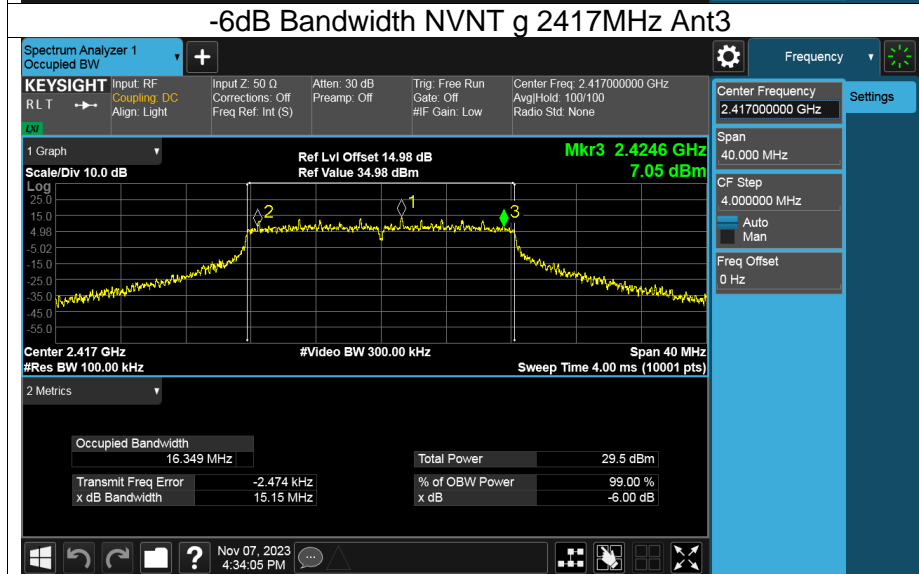 -6dB Bandwidth NVNT g 2417MHz Ant3
Spectrum Analyzer 1
Occupied BW
+
Frequency
KEYSIGHT
RLT
LXI
Input: RF
Coupling: DC
Align: Light
Input Z: 50 Ω
Corrections: Off
Freq Ref: Int (S)
Atten: 30 dB
Preamp: Off
Trig: Free Run
Gate: Off
#IF Gain: Low
Center Freq: 2.417000000 GHz
Avg|Hold: 100/100
Radio Std: None
Center Frequency
2.417000000 GHz
Settings
Span
40.000 MHz
CF Step
4.000000 MHz
Auto
Man
Freq Offset
0 Hz
1 Graph
Scale/Div 10.0 dB
Ref Lvl Offset 14.98 dB
Ref Value 34.98 dBm
Mkr3 2.4246 GHz
7.05 dBm
Log
25.0
15.0
4.98
-5.02
-15.0
-25.0
-35.0
-45.0
-55.0
2
1
3
Center 2.417 GHz
#Res BW 100.00 kHz
#Video BW 300.00 kHz
Span 40 MHz
Sweep Time 4.00 ms (10001 pts)
2 Metrics
Occupied Bandwidth
16.349 MHz
Transmit Freq Error -2.474 kHz
x dB Bandwidth 15.15 MHz
Total Power 29.5 dBm
% of OBW Power 99.00 %
x dB -6.00 dB
?
Nov 07, 2023
4:34:05 PM